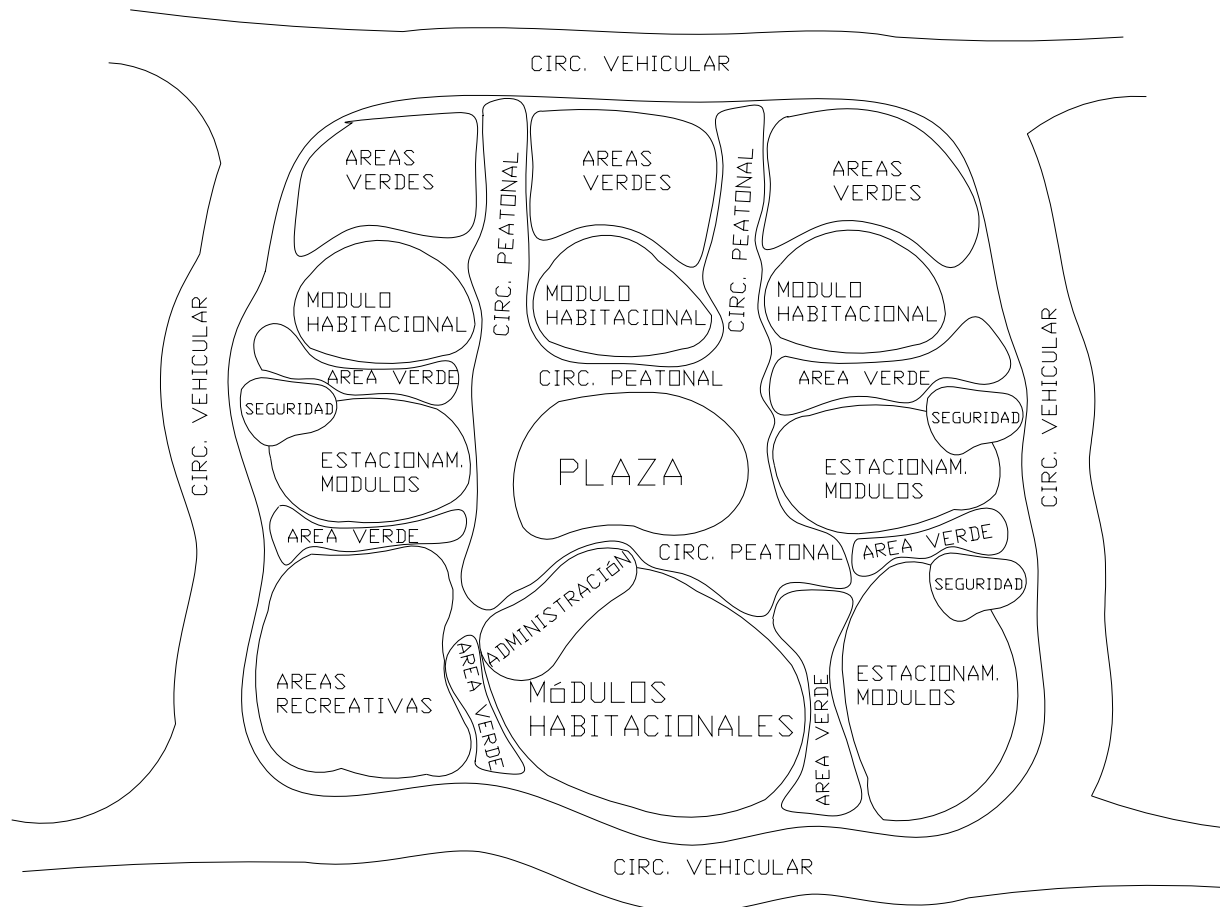 CIRC. VEHICULAR
AREAS
VERDES
CIRC. PEATONAL
AREAS
VERDES
CIRC. PEATONAL
AREAS
VERDES
CIRC. VEHICULAR
MODULO
HABITACIONAL
MODULO
HABITACIONAL
MODULO
HABITACIONAL
CIRC. VEHICULAR
AREA VERDE
CIRC. PEATONAL
AREA VERDE
SEGURIDAD
SEGURIDAD
ESTACIONAM.
MODULOS
PLAZA
ESTACIONAM.
MODULOS
AREA VERDE
CIRC. PEATONAL
AREA VERDE
SEGURIDAD
ADMINISTRACIóN
AREAS
RECREATIVAS
AREA VERDE
MóDULOS
HABITACIONALES
AREA VERDE
ESTACIONAM.
MODULOS
CIRC. VEHICULAR